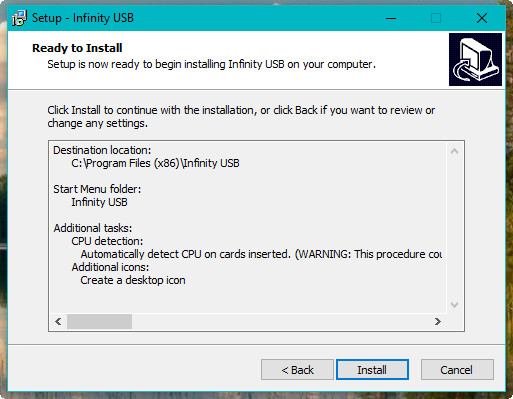 Setup - Infinity USB
Ready to Install
Setup is now ready to begin installing Infinity USB on your computer.
Click Install to continue with the installation, or click Back if you want to review or
change any settings.
Destination location:
C:\Program Files (x86)\Infinity USB
Start Menu folder:
Infinity USB
Additional tasks:
CPU detection:
Automatically detect CPU on cards inserted. (WARNING: This procedure cou
Additional icons:
Create a desktop icon
< Back
Install
Cancel